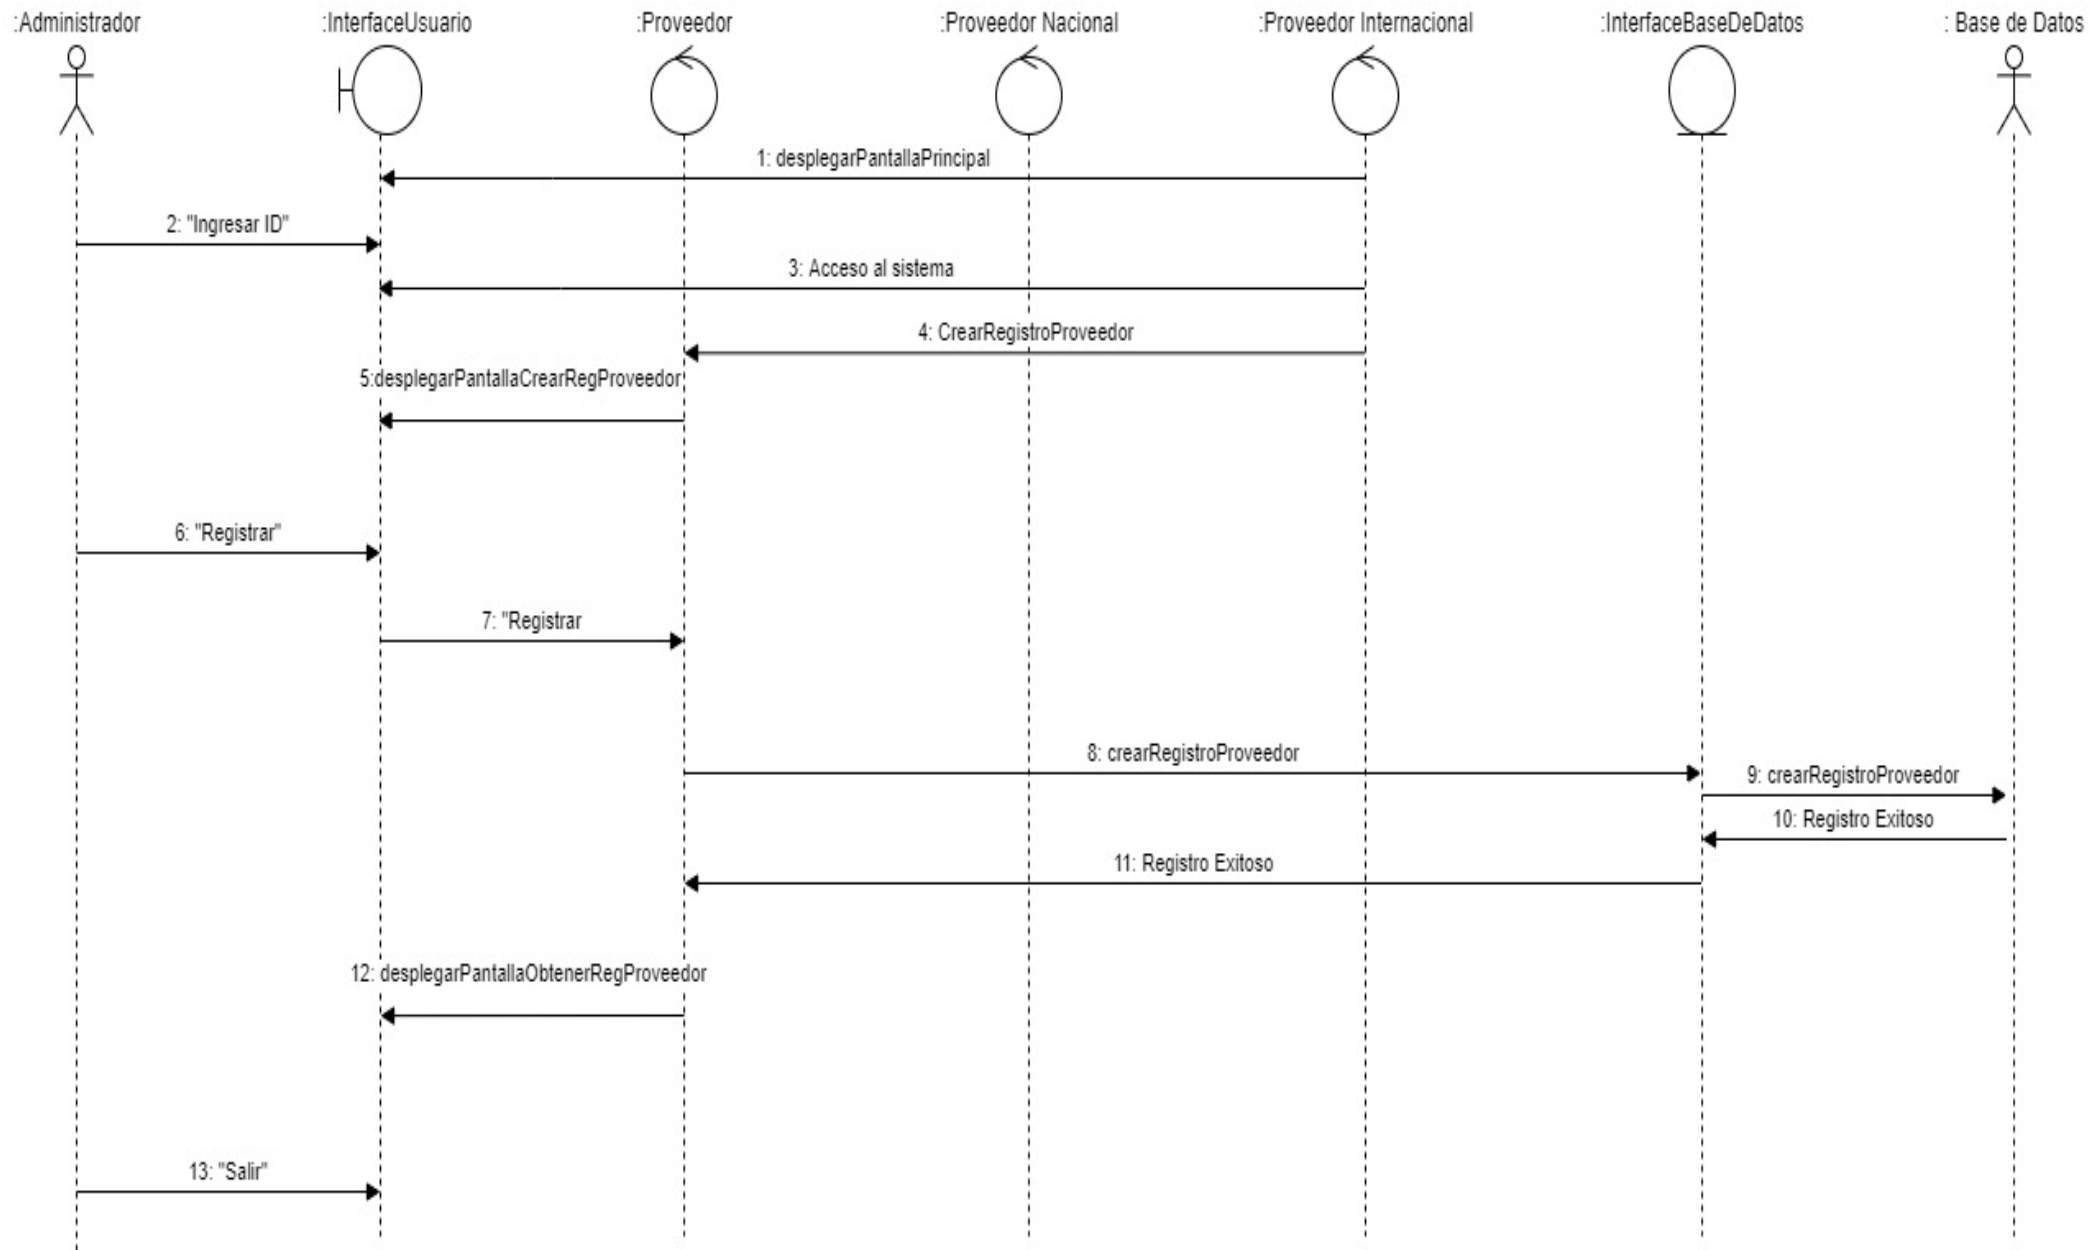 :Administrador
:InterfaceUsuario
:Proveedor
:Proveedor Nacional
:Proveedor Internacional
:InterfaceBaseDeDatos
: Base de Datos
1: desplegarPantallaPrincipal
2: "Ingresar ID"
3: Acceso al sistema
4: CrearRegistroProveedor
5:desplegarPantallaCrearRegProveedor
6: "Registrar"
7: "Registrar
8: crearRegistroProveedor
9: crearRegistroProveedor
10: Registro Exitoso
11: Registro Exitoso
12: desplegarPantallaObtenerRegProveedor
13: "Salir"